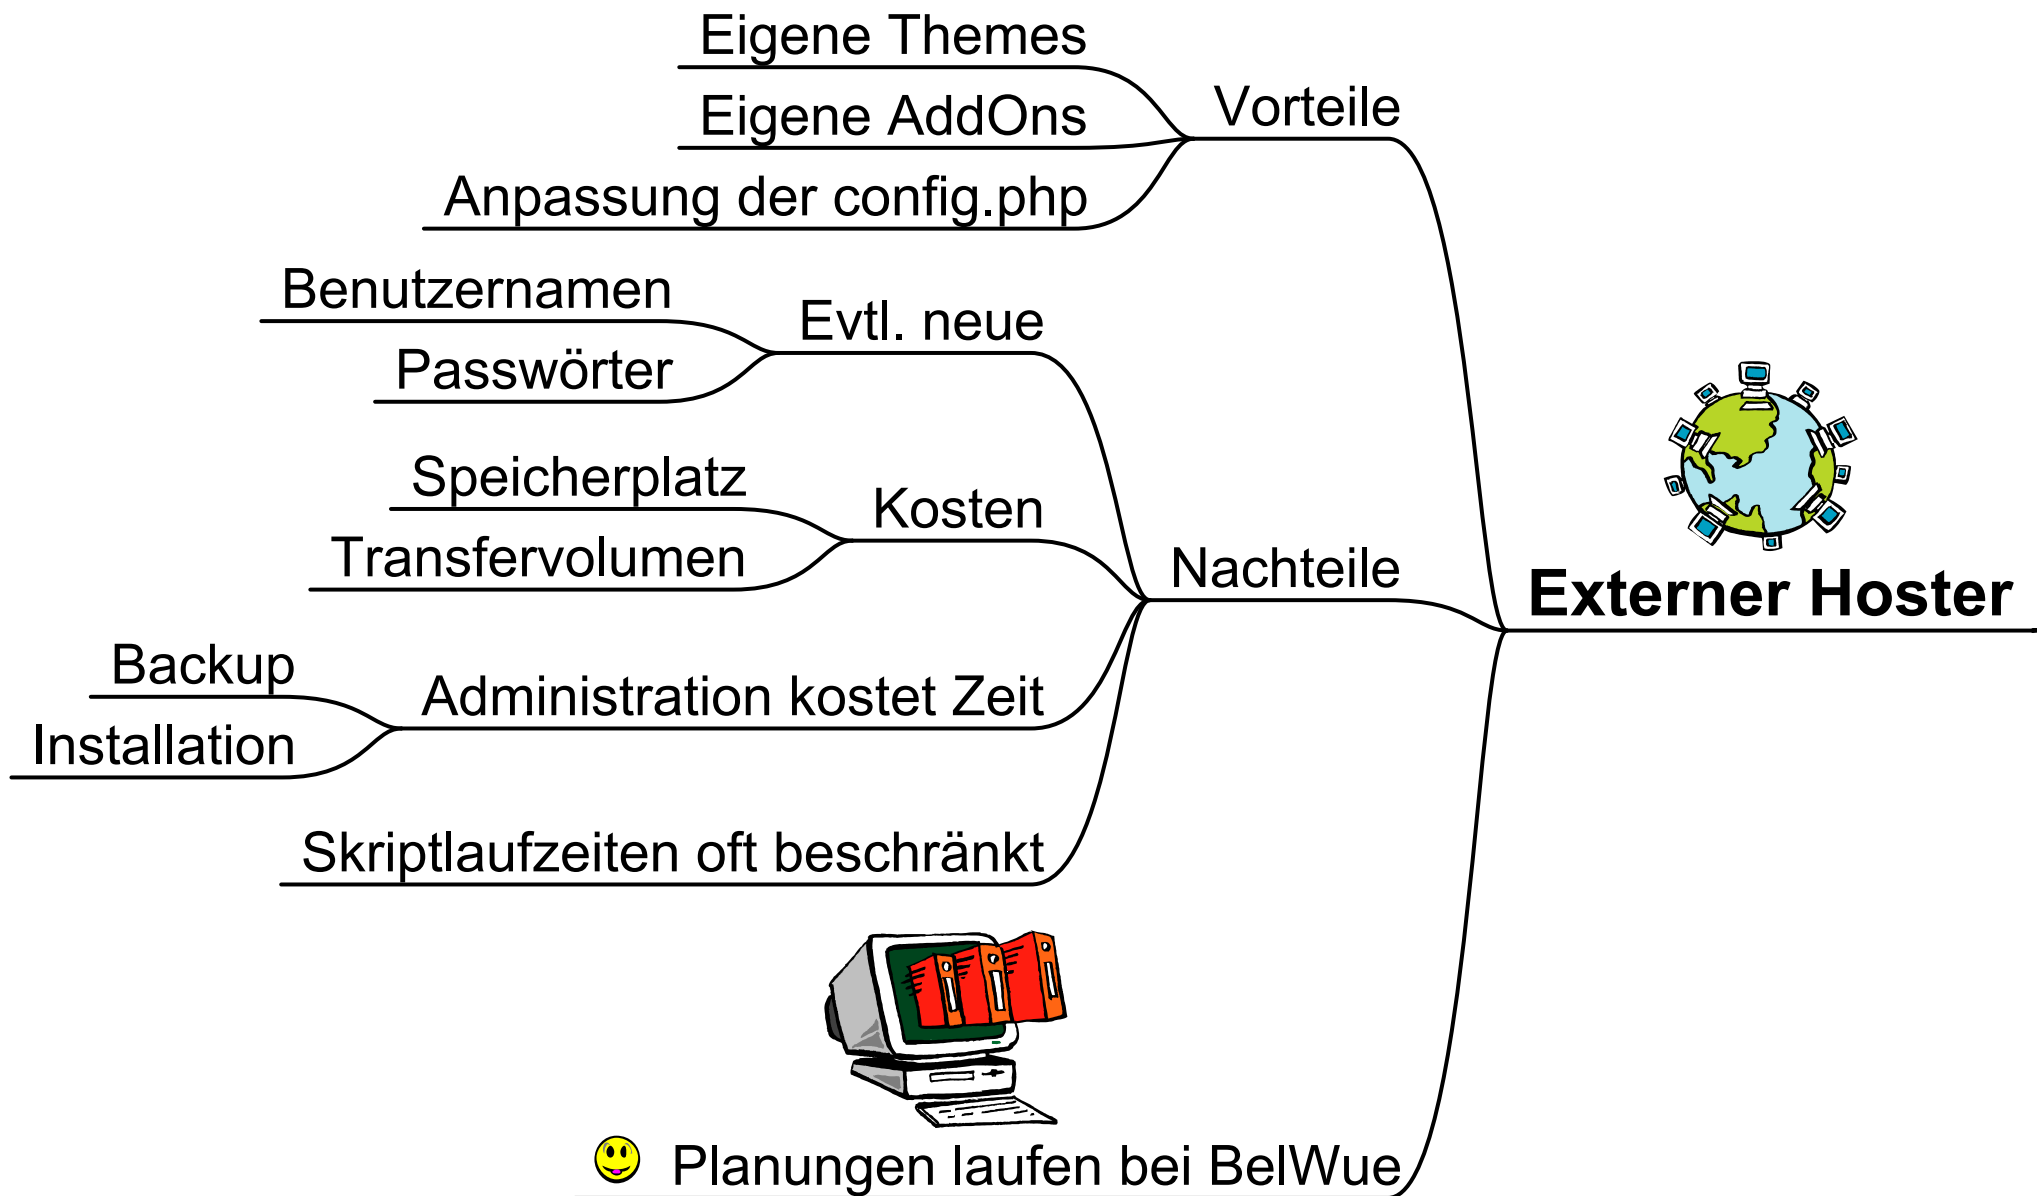 Eigene Themes
Eigene AddOns
Anpassung der config.php
Vorteile
Benutzernamen
Passwörter
Evtl. neue
Speicherplatz
Transfervolumen
Kosten
Backup
Installation
Administration kostet Zeit
Skriptlaufzeiten oft beschränkt
Nachteile
Planungen laufen bei BelWue
Externer Hoster